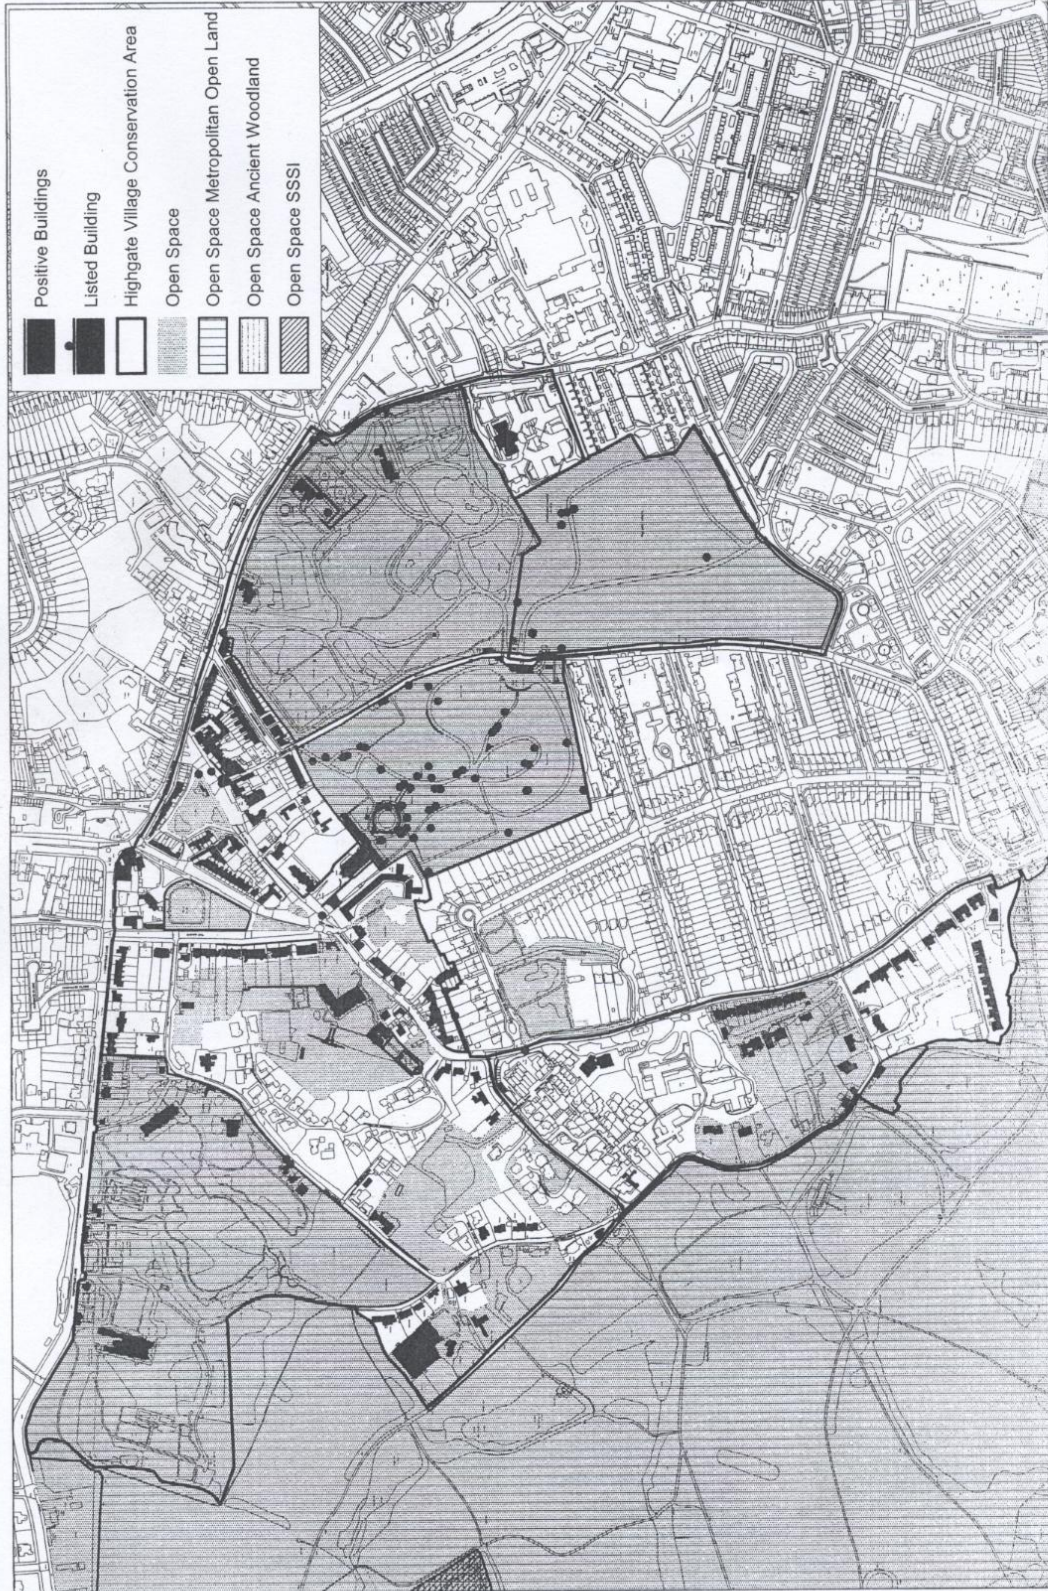 Positive Buildings
Listed Building
Highgate Village Conservation Area
Open Space
Open Space Metropolitan Open Land
Open Space Ancient Woodland
Open Space SSSI